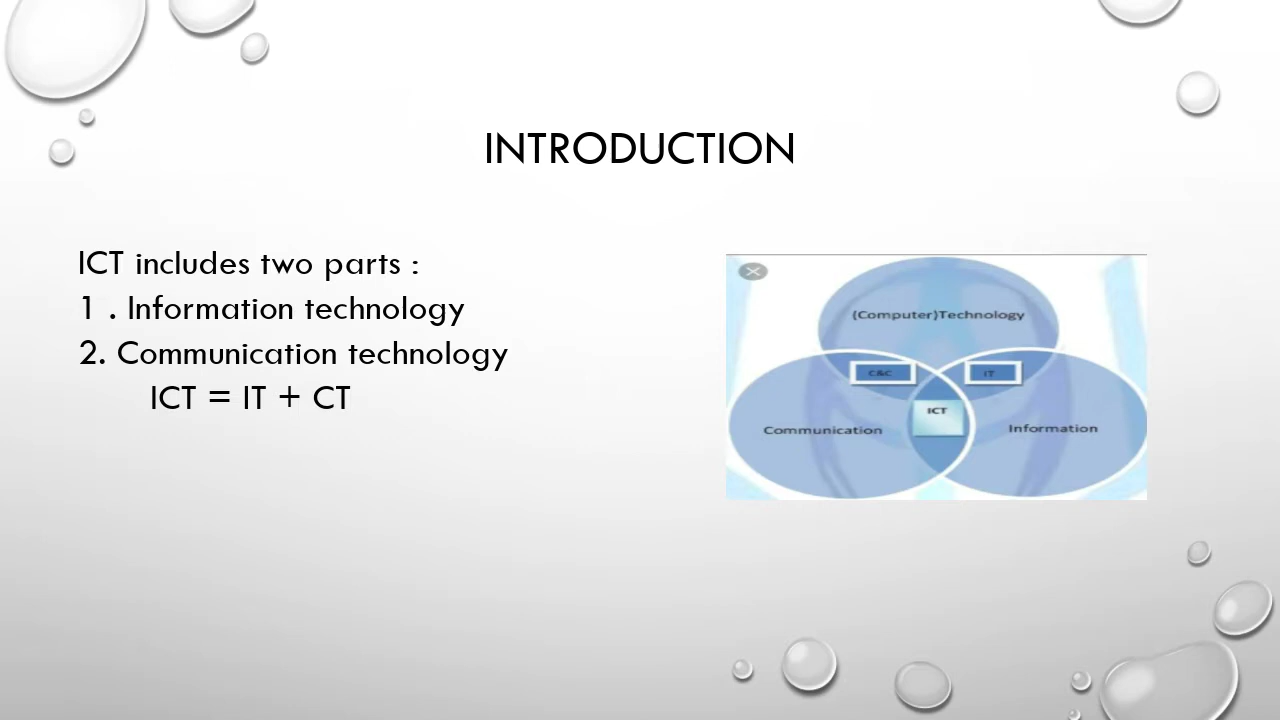 INTRODUCTION
ICT includes two parts :
1 . Information technology
2. Communication technology
ICT = IT + CT
(Computer)Technology
C&C
IT
ICT
Communication
Information